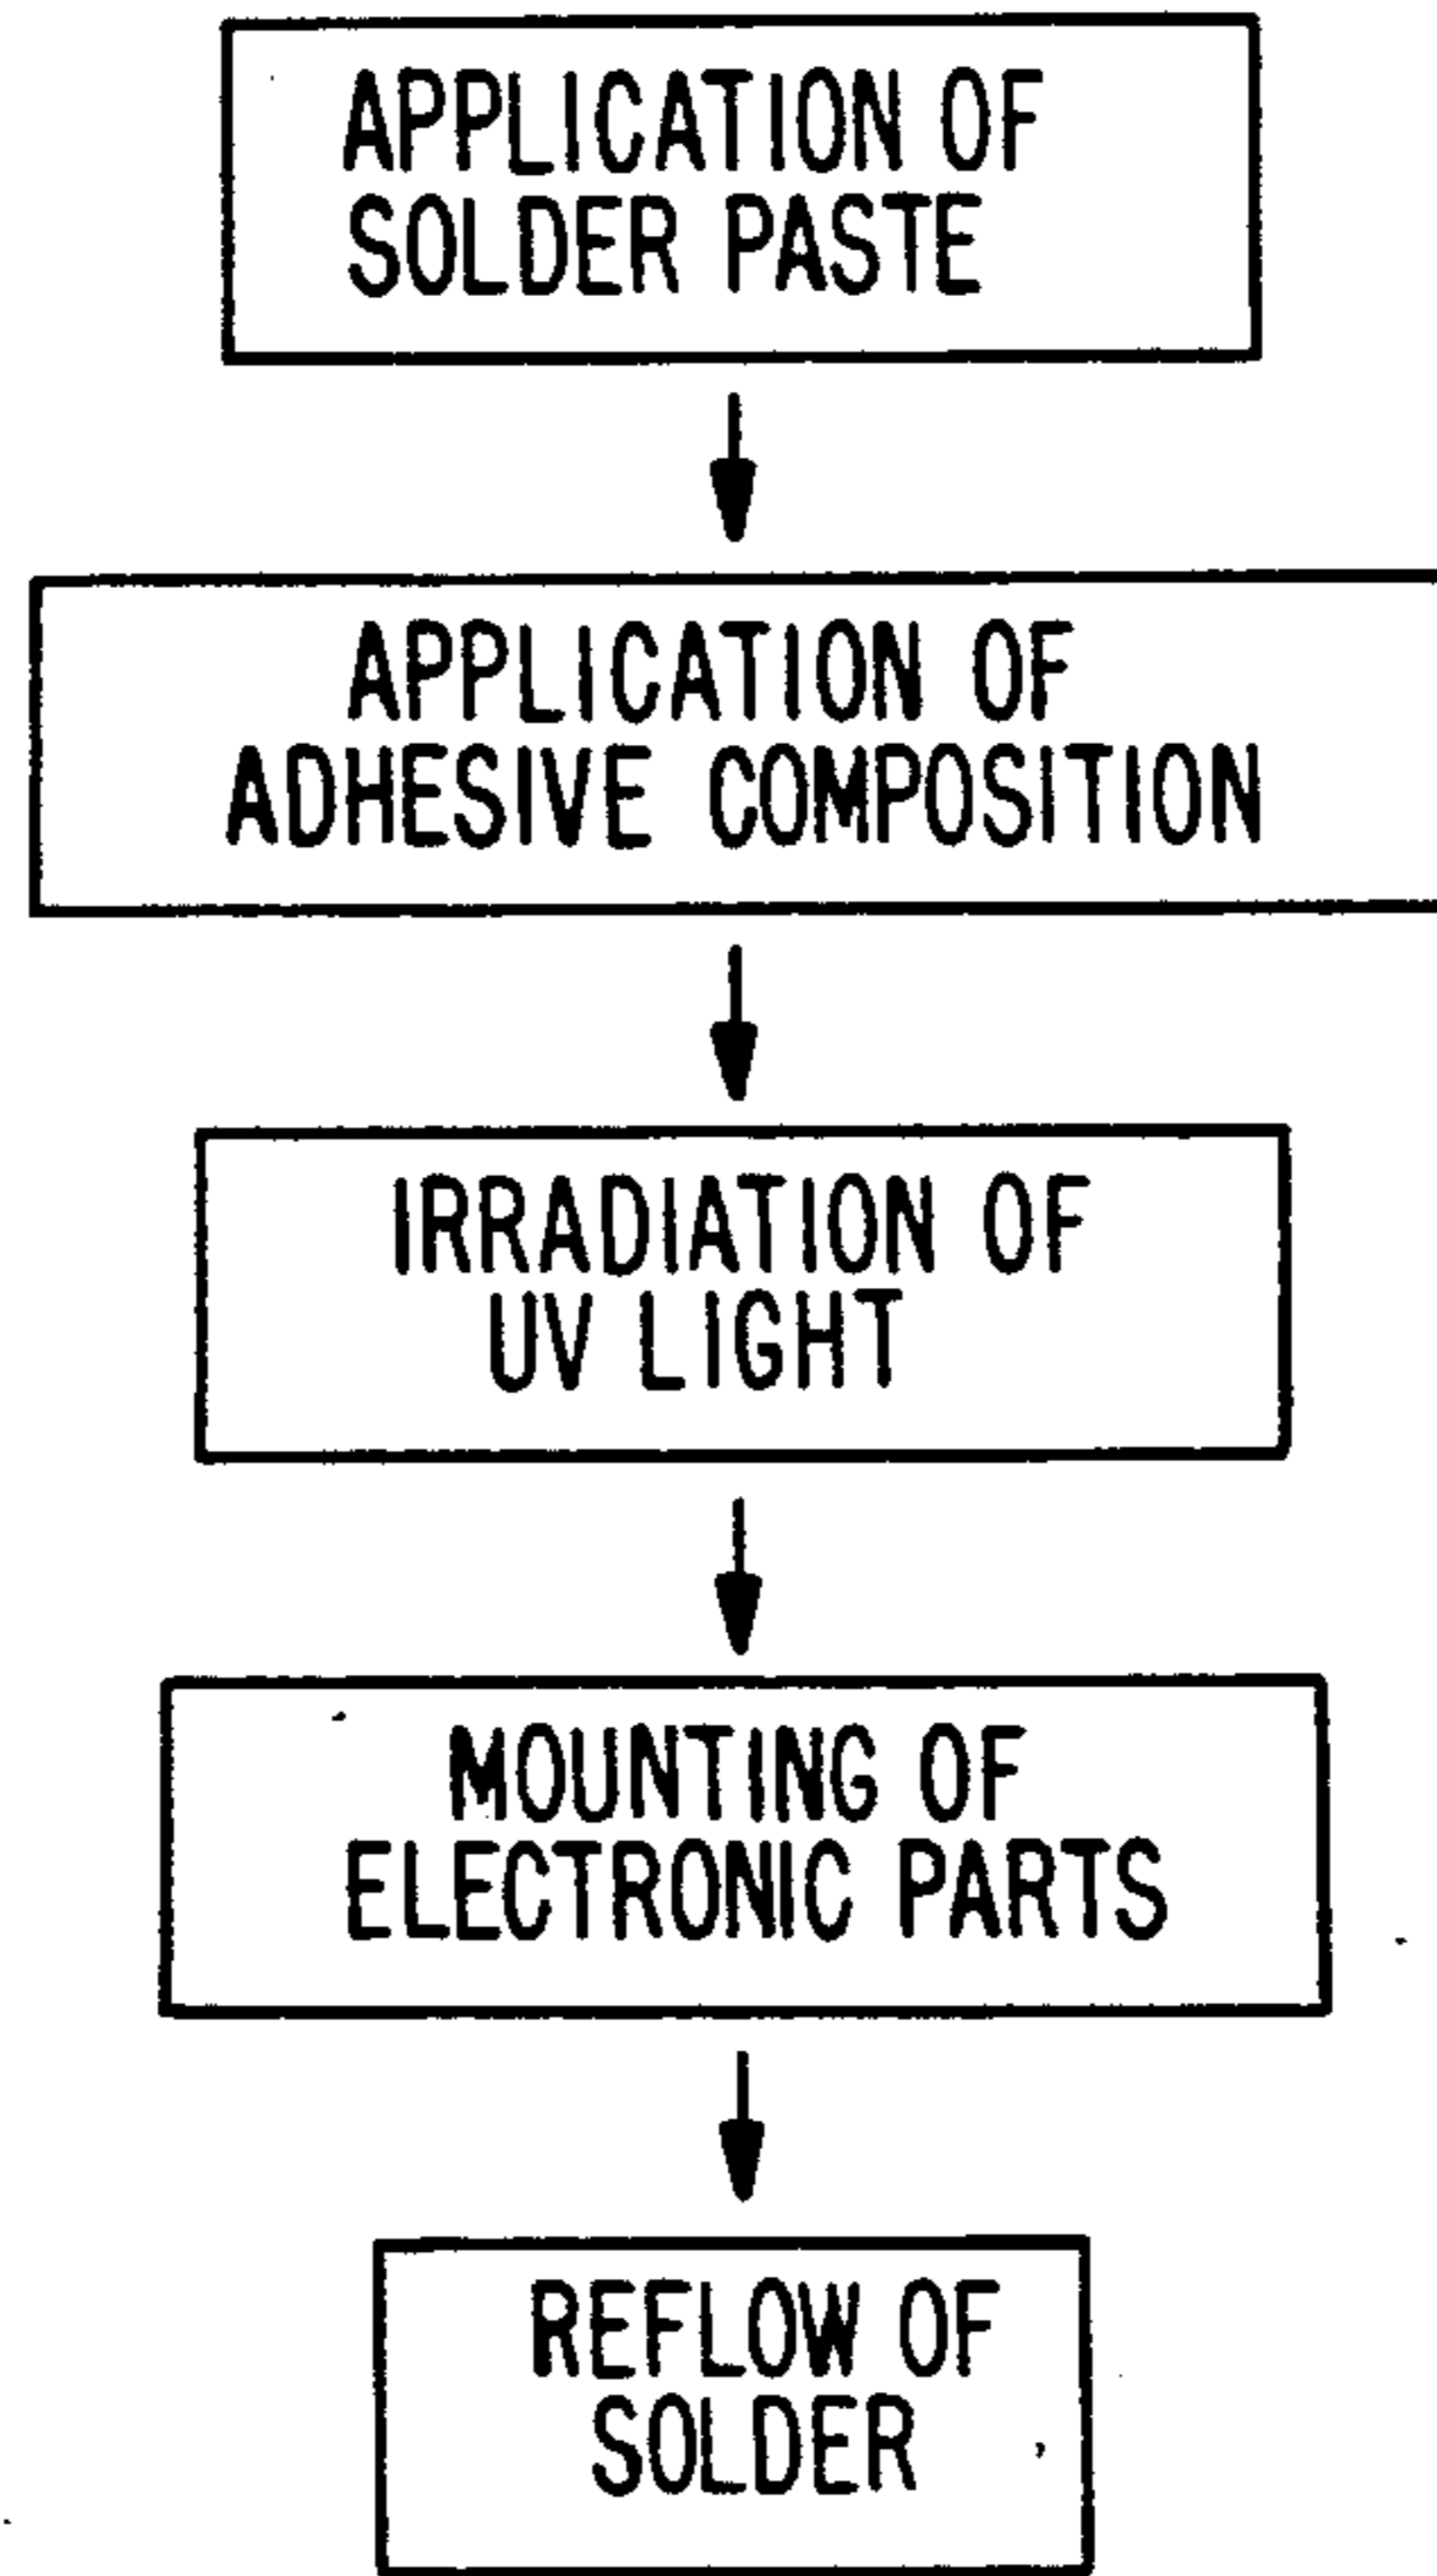 APPLICATION OF
SOLDER PASTE
APPLICATION OF
ADHESIVE COMPOSITION
IRRADIATION OF
UV LIGHT
MOUNTING OF
ELECTRONIC PARTS
REFLOW OF
SOLDER